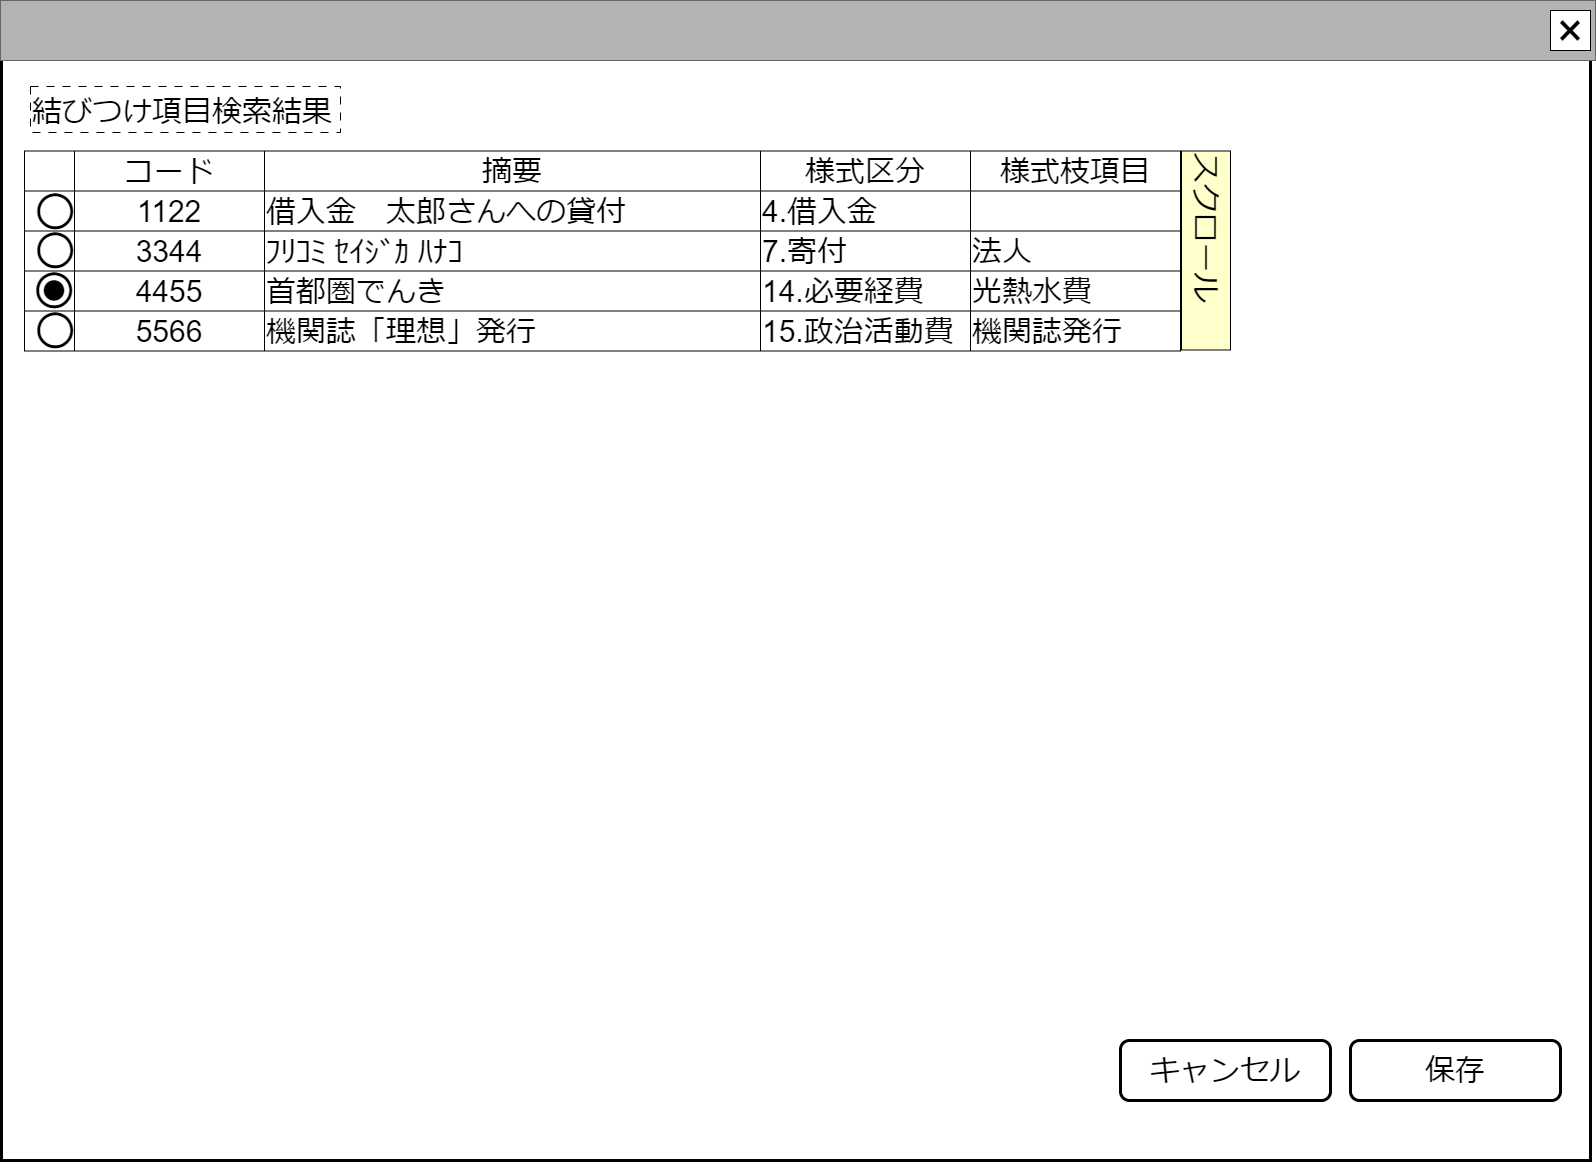 結びつけ項目検索結果
コード 摘要 様式区分 様式枝項目
1122 借入金　太郎さんへの貸付 4.借入金
3344 ﾌﾘｺﾐ ｾｲｼﾞｶ ﾊﾅｺ 7.寄付 法人
4455 首都圏でんき 14.必要経費 光熱水費
5566 機関誌「理想」発行 15.政治活動費 機関誌発行
スクロール
キャンセル 保存